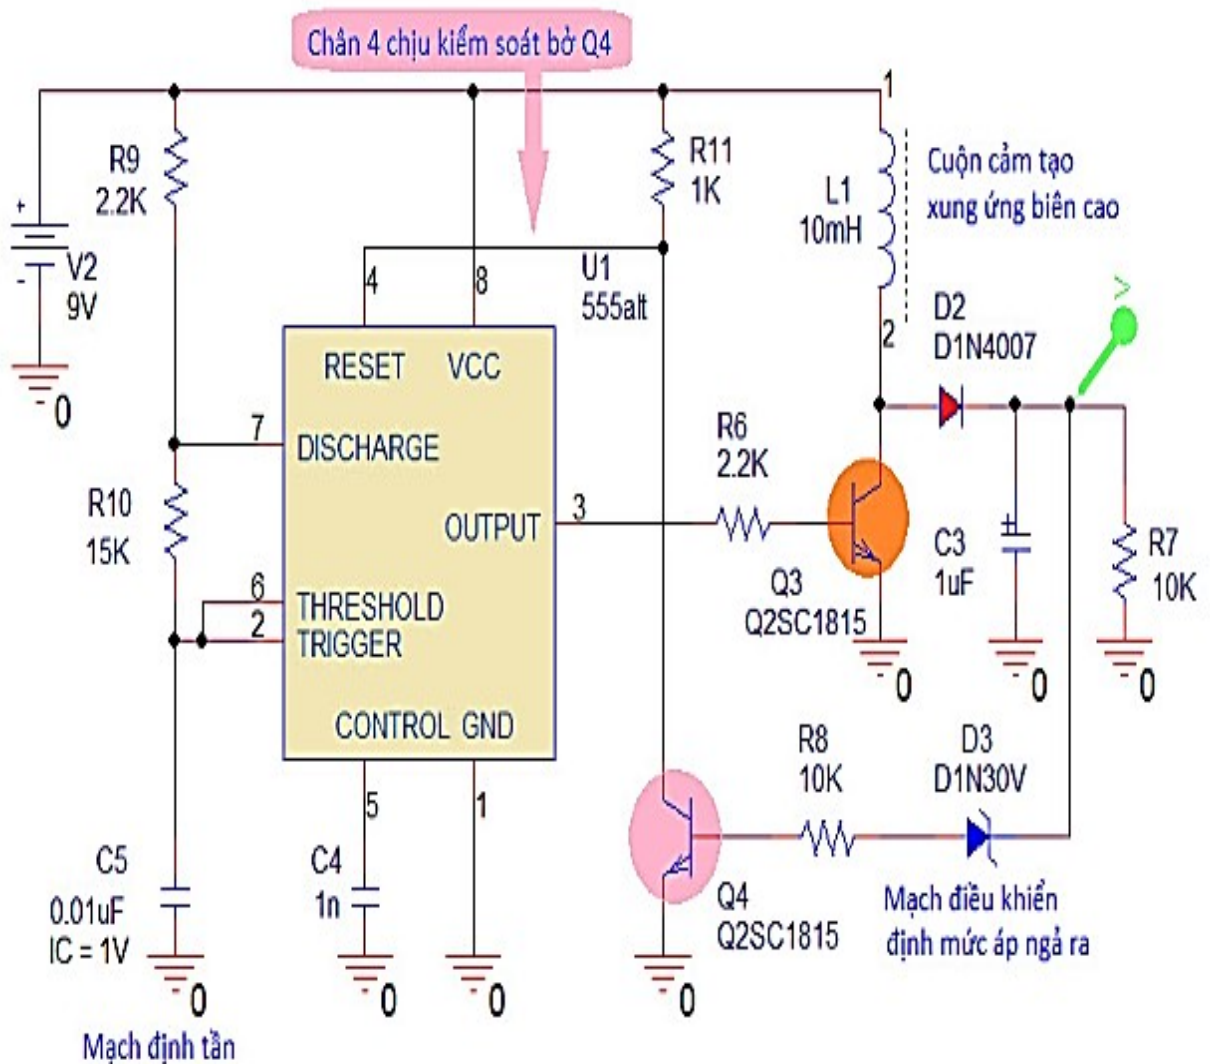 Chân 4 chịu kiểm soát bở Q4
1
R9
2.2K
R11
1K
L1
10mH
Cuộn cảm tạo
xung ứng biên cao
+
-
V2
9V
0
4
8
U1
555alt
2
D2
D1N4007
V
RESET
VCC
7
DISCHARGE
R6
2.2K
R10
15K
OUTPUT
3
6
THRESHOLD
2
TRIGGER
Q3
Q2SC1815
0
+
C3
1uF
0
R7
10K
0
CONTROL
GND
5
1
R8
10K
D3
D1N30V
C5
0.01uF
IC = 1V
0
C4
1n
0
0
Q4
Q2SC1815
0
Mạch điều khiển
định mức áp ngả ra
Mạch định tần